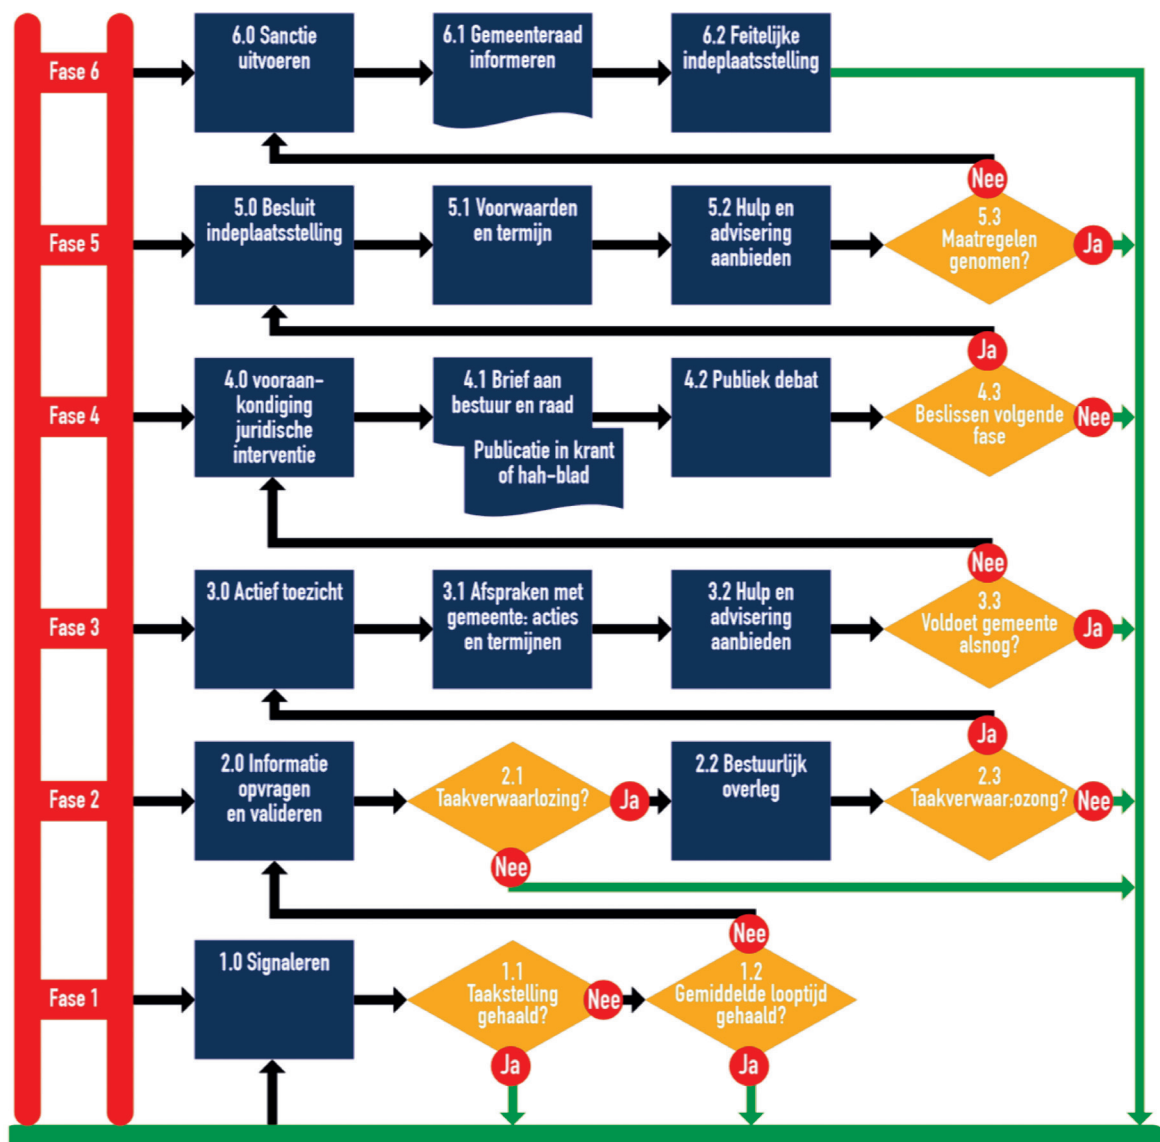 Fase 6
6.0 Sanctie
uitvoeren
6.1 Gemeenteraad
informeren
6.2 Feitelijke
indeplaatsstelling
Nee
Fase 5
5.0 Besluit
indeplaatsstelling
5.1 Voorwaarden
en termijn
5.2 Hulp en
advisering
aanbieden
5.3
Maatregelen
genomen?
Ja
Ja
Fase 4
4.0 vooraan-
kondiging
juridische
interventie
4.1 Brief aan
bestuur en raad
Publicatie in krant
of hah-blad
4.2 Publiek debat
4.3
Beslissen volgende
fase
Nee
Nee
Fase 3
3.0 Actief toezicht
3.1 Afspraken met
gemeente: acties
en termijnen
3.2 Hulp en
advisering
aanbieden
3.3
Voldoet gemeente
alsnog?
Ja
Ja
Fase 2
2.0 Informatie
opvragen
en valideren
2.1
Taakverwaarlozing?
Ja
Nee
2.2 Bestuurlijk
overleg
2.3
Taakverwaar;ozong?
Nee
Nee
Fase 1
1.0 Signaleren
1.1
Taakstelling
gehaald?
Nee
Ja
1.2
Gemiddelde looptijd
gehaald?
Ja